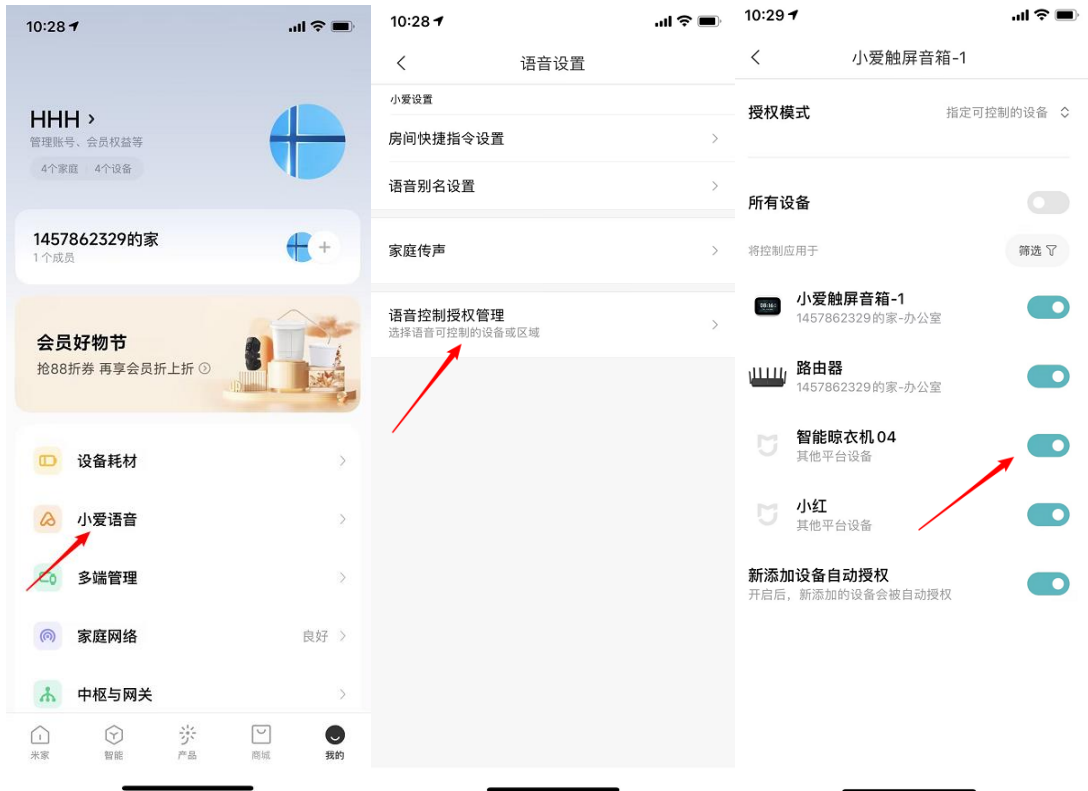 10:28
HHH
管理账号、会员权益等
4个家庭 4个设备
1457862329的家
1个成员
会员好物节
抢88折券 再享会员折上折
设备耗材
小爱语音
多端管理
家庭网络 良好
中枢与网关
米家 智能 产品 商城 我的
10:28
语音设置
小爱设置
房间快捷指令设置
语音别名设置
家庭传声
语音控制授权管理
选择语音可控制的设备或区域
10:29
小爱触屏音箱-1
授权模式 指定可控制的设备
所有设备
将控制应用于 筛选
小爱触屏音箱-1
1457862329的家-办公室
路由器
1457862329的家-办公室
智能晾衣机04
其他平台设备
小红
其他平台设备
新添加设备自动授权
开启后，新添加的设备会被自动授权